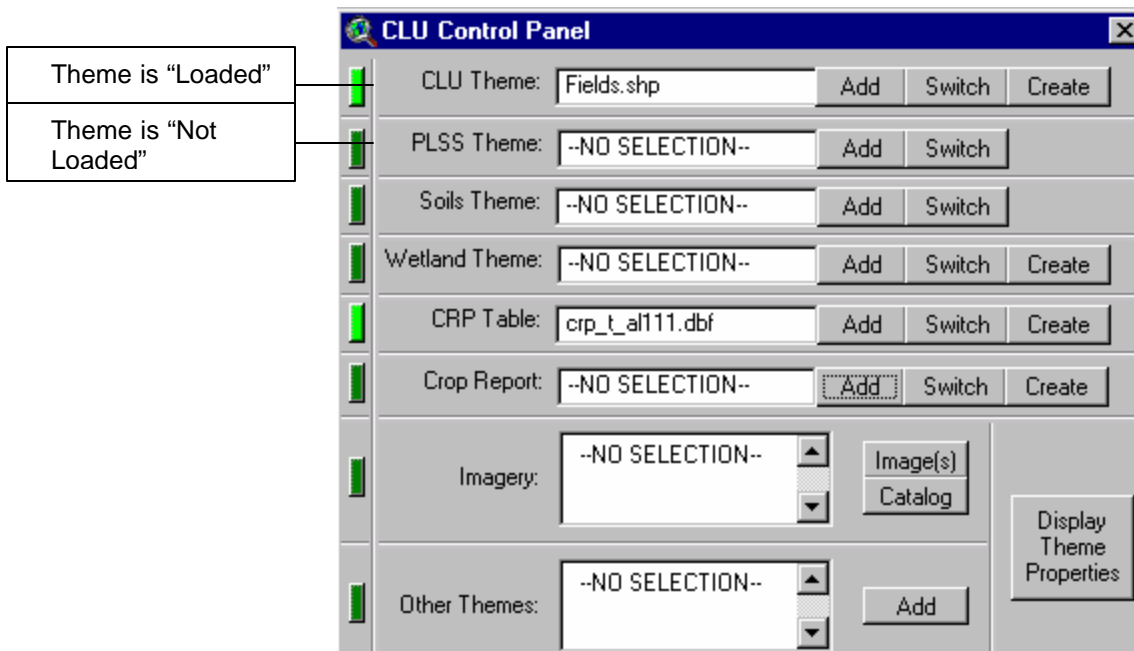 CLU Control Panel
Theme is “Loaded”
Theme is “Not
Loaded”
CLU Theme: Fields.shp Add Switch Create
PLSS Theme: --NO SELECTION-- Add Switch
Soils Theme: --NO SELECTION-- Add Switch
Wetland Theme: --NO SELECTION-- Add Switch Create
CRP Table: crp_t_al111.dbf Add Switch Create
Crop Report: --NO SELECTION-- Add Switch Create
Imagery: --NO SELECTION-- Image(s)
Catalog
Other Themes: --NO SELECTION-- Add
Display
Theme
Properties